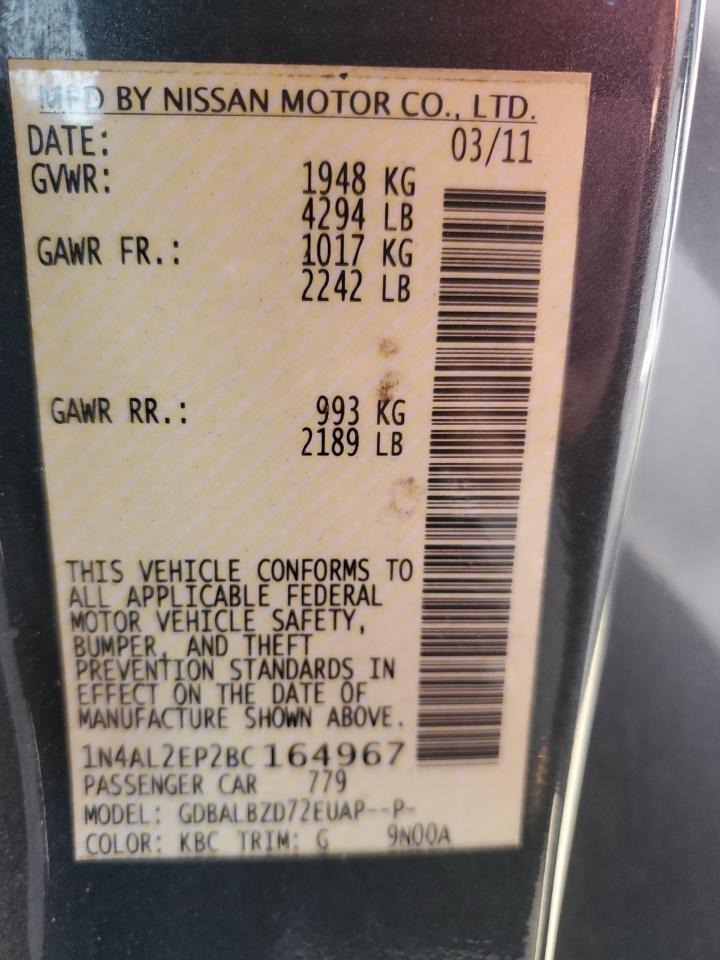 MFD BY NISSAN MOTOR CO., LTD.
DATE: 03/11
GVWR: 1948 KG
4294 LB
GAWR FR.: 1017 KG
2242 LB
GAWR RR.: 993 KG
2189 LB
THIS VEHICLE CONFORMS TO
ALL APPLICABLE FEDERAL
MOTOR VEHICLE SAFETY,
BUMPER, AND THEFT
PREVENTION STANDARDS IN
EFFECT ON THE DATE OF
MANUFACTURE SHOWN ABOVE.
1N4AL2EP2BC164967
PASSENGER CAR 779
MODEL: GDBALBZD72EUAP--P-
COLOR: KBC TRIM: G 9N00A